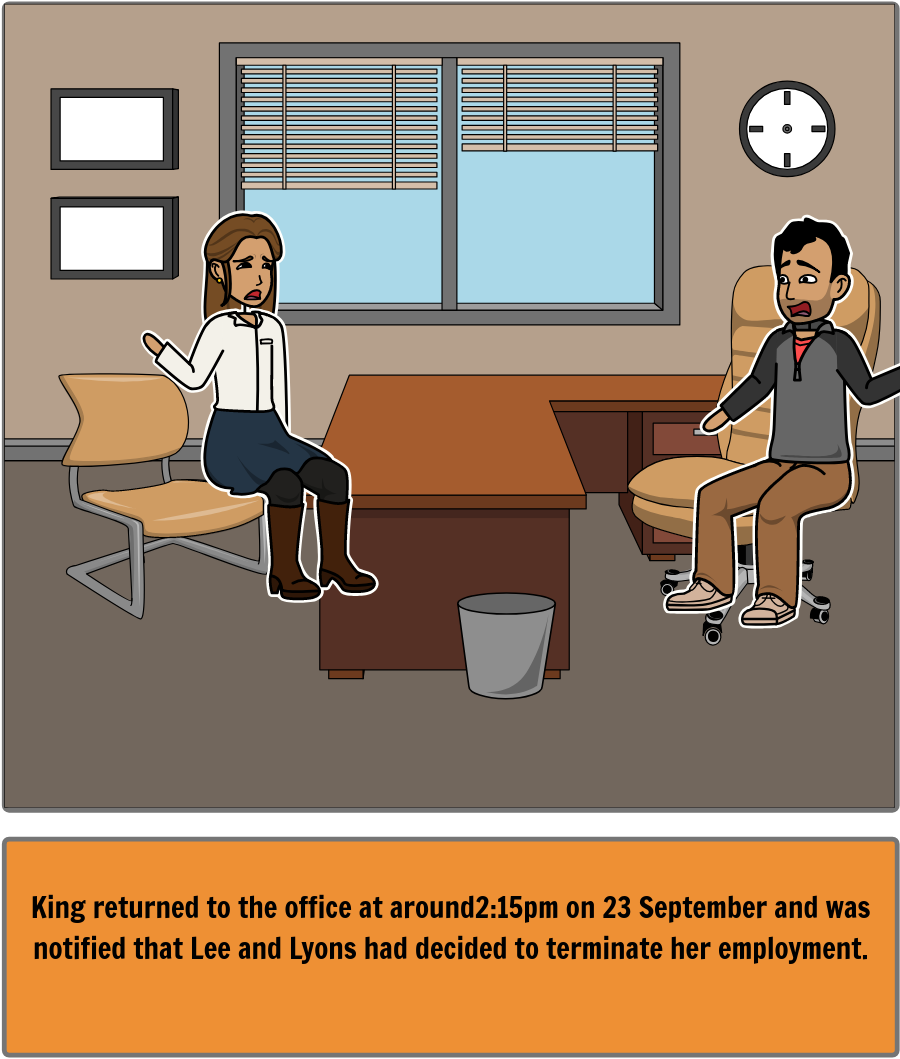 King returned to the office at around2:15pm on 23 September and was
notified that Lee and Lyons had decided to terminate her employment.